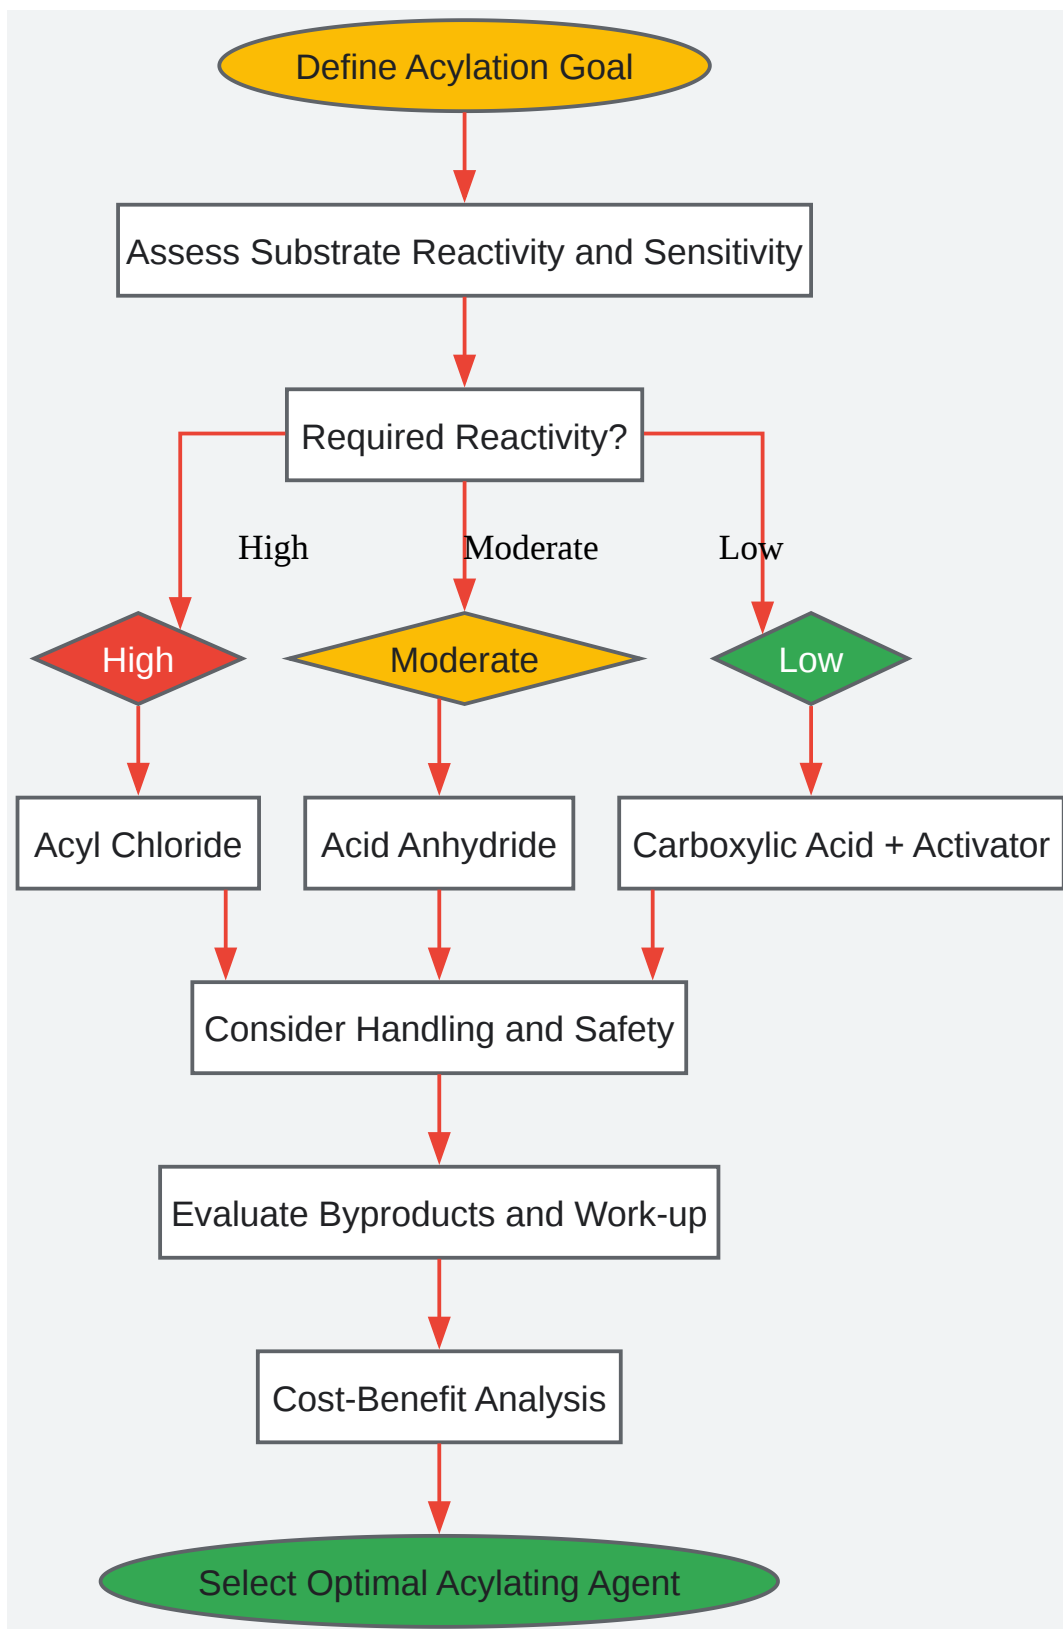 Define Acylation Goal
Assess Substrate Reactivity and Sensitivity
Required Reactivity?
High
Moderate
Low
High
Moderate
Low
Acyl Chloride
Acid Anhydride
Carboxylic Acid + Activator
Consider Handling and Safety
Evaluate Byproducts and Work-up
Cost-Benefit Analysis
Select Optimal Acylating Agent